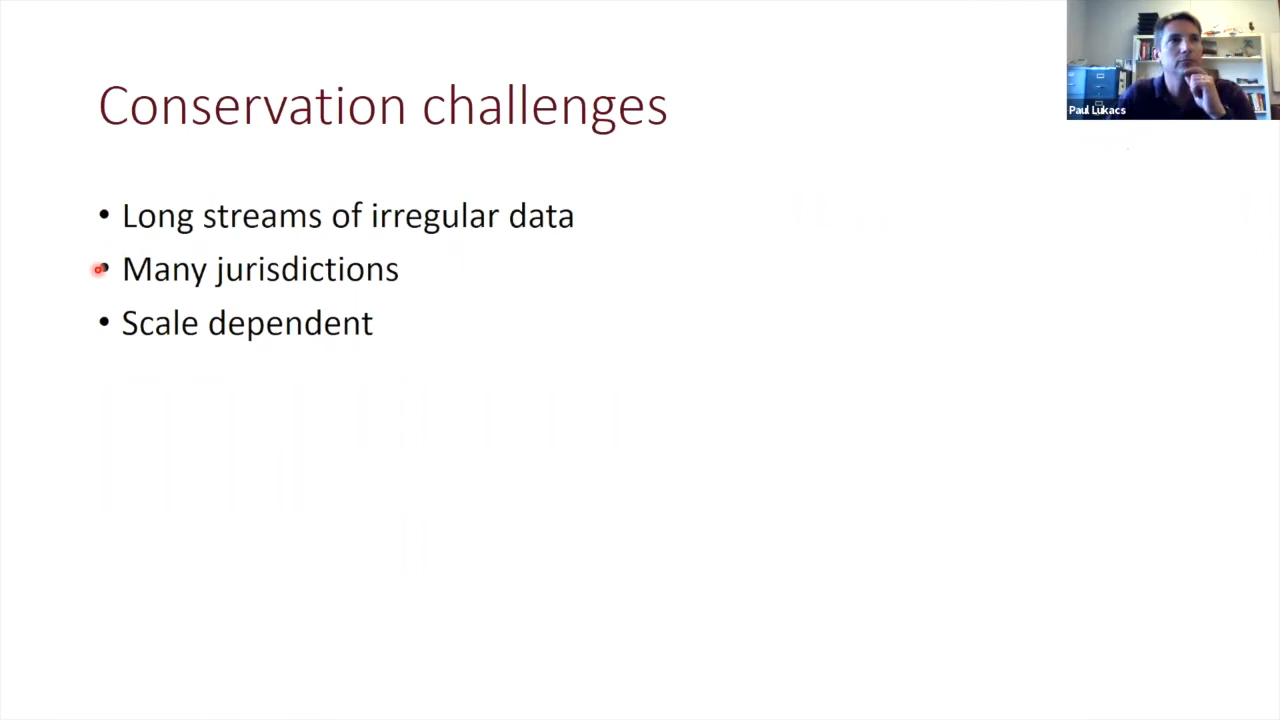 Conservation challenges
• Long streams of irregular data
• Many jurisdictions
• Scale dependent
Paul Lukacs